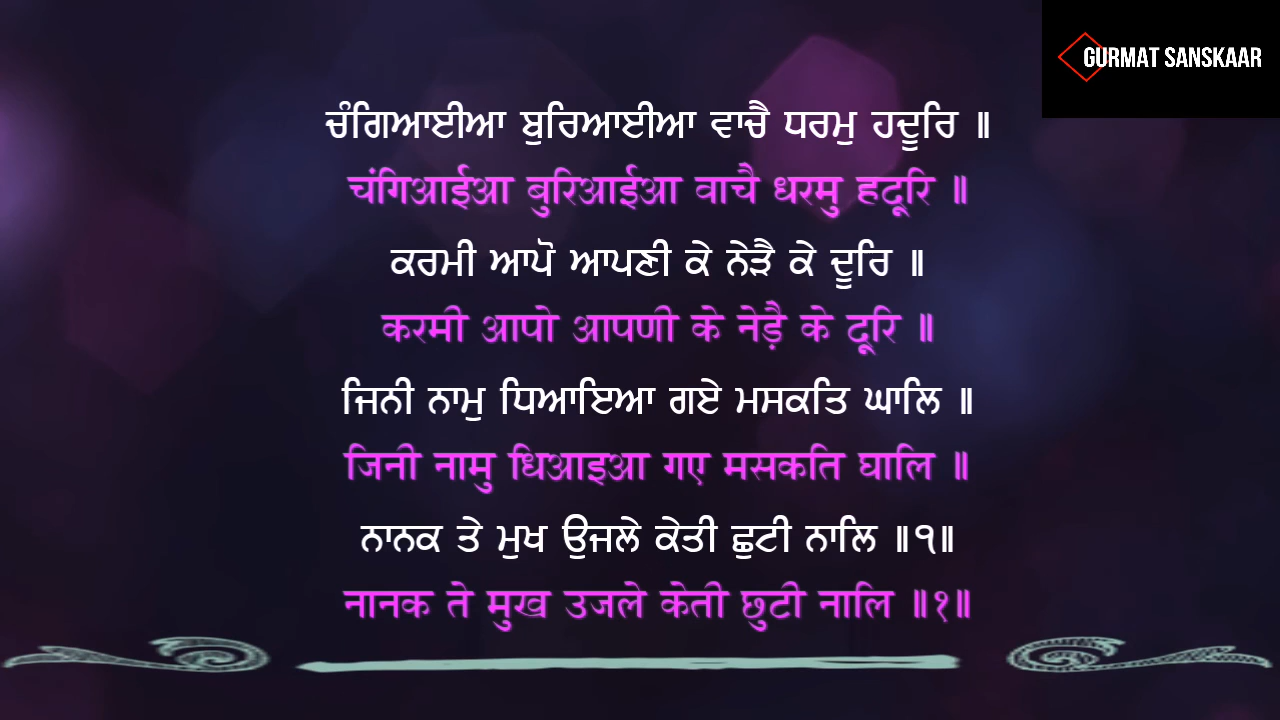 GURMAT SANSKAAR
ਚੰਗਿਆਈਆ ਬੁਰਿਆਈਆ ਵਾਚੈ ਧਰਮੁ ਹਦੂਰਿ ॥
चंगिआईआ बुरिआईआ वाचै धरमु हदूरि ॥
ਕਰਮੀ ਆਪੋ ਆਪਣੀ ਕੇ ਨੇੜੈ ਕੇ ਦੂਰਿ ॥
करमी आपो आपणी के नेड़ै के दूरि ॥
ਜਿਨੀ ਨਾਮੁ ਧਿਆਇਆ ਗਏ ਮਸਕਤਿ ਘਾਲਿ ॥
जिनी नामु धिआइआ गए मसकति घालि ॥
ਨਾਨਕ ਤੇ ਮੁਖ ਉਜਲੇ ਕੇਤੀ ਛੁਟੀ ਨਾਲਿ ॥੧॥
नानक ते मुख उजले केती छुटी नालि ॥१॥